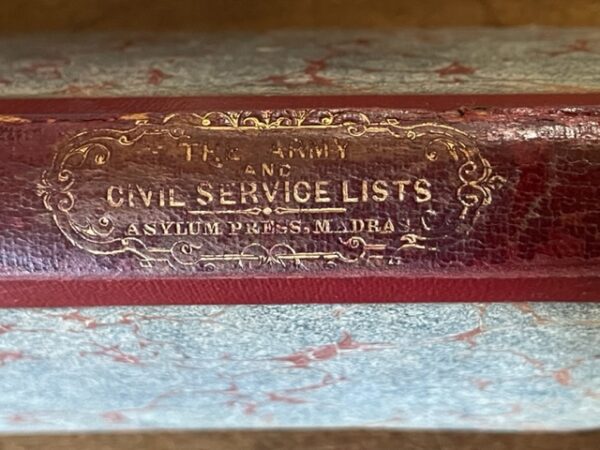 THE ARMY
AND
CIVIL SERVICE LISTS
ASYLUM PRESS, MADRAS